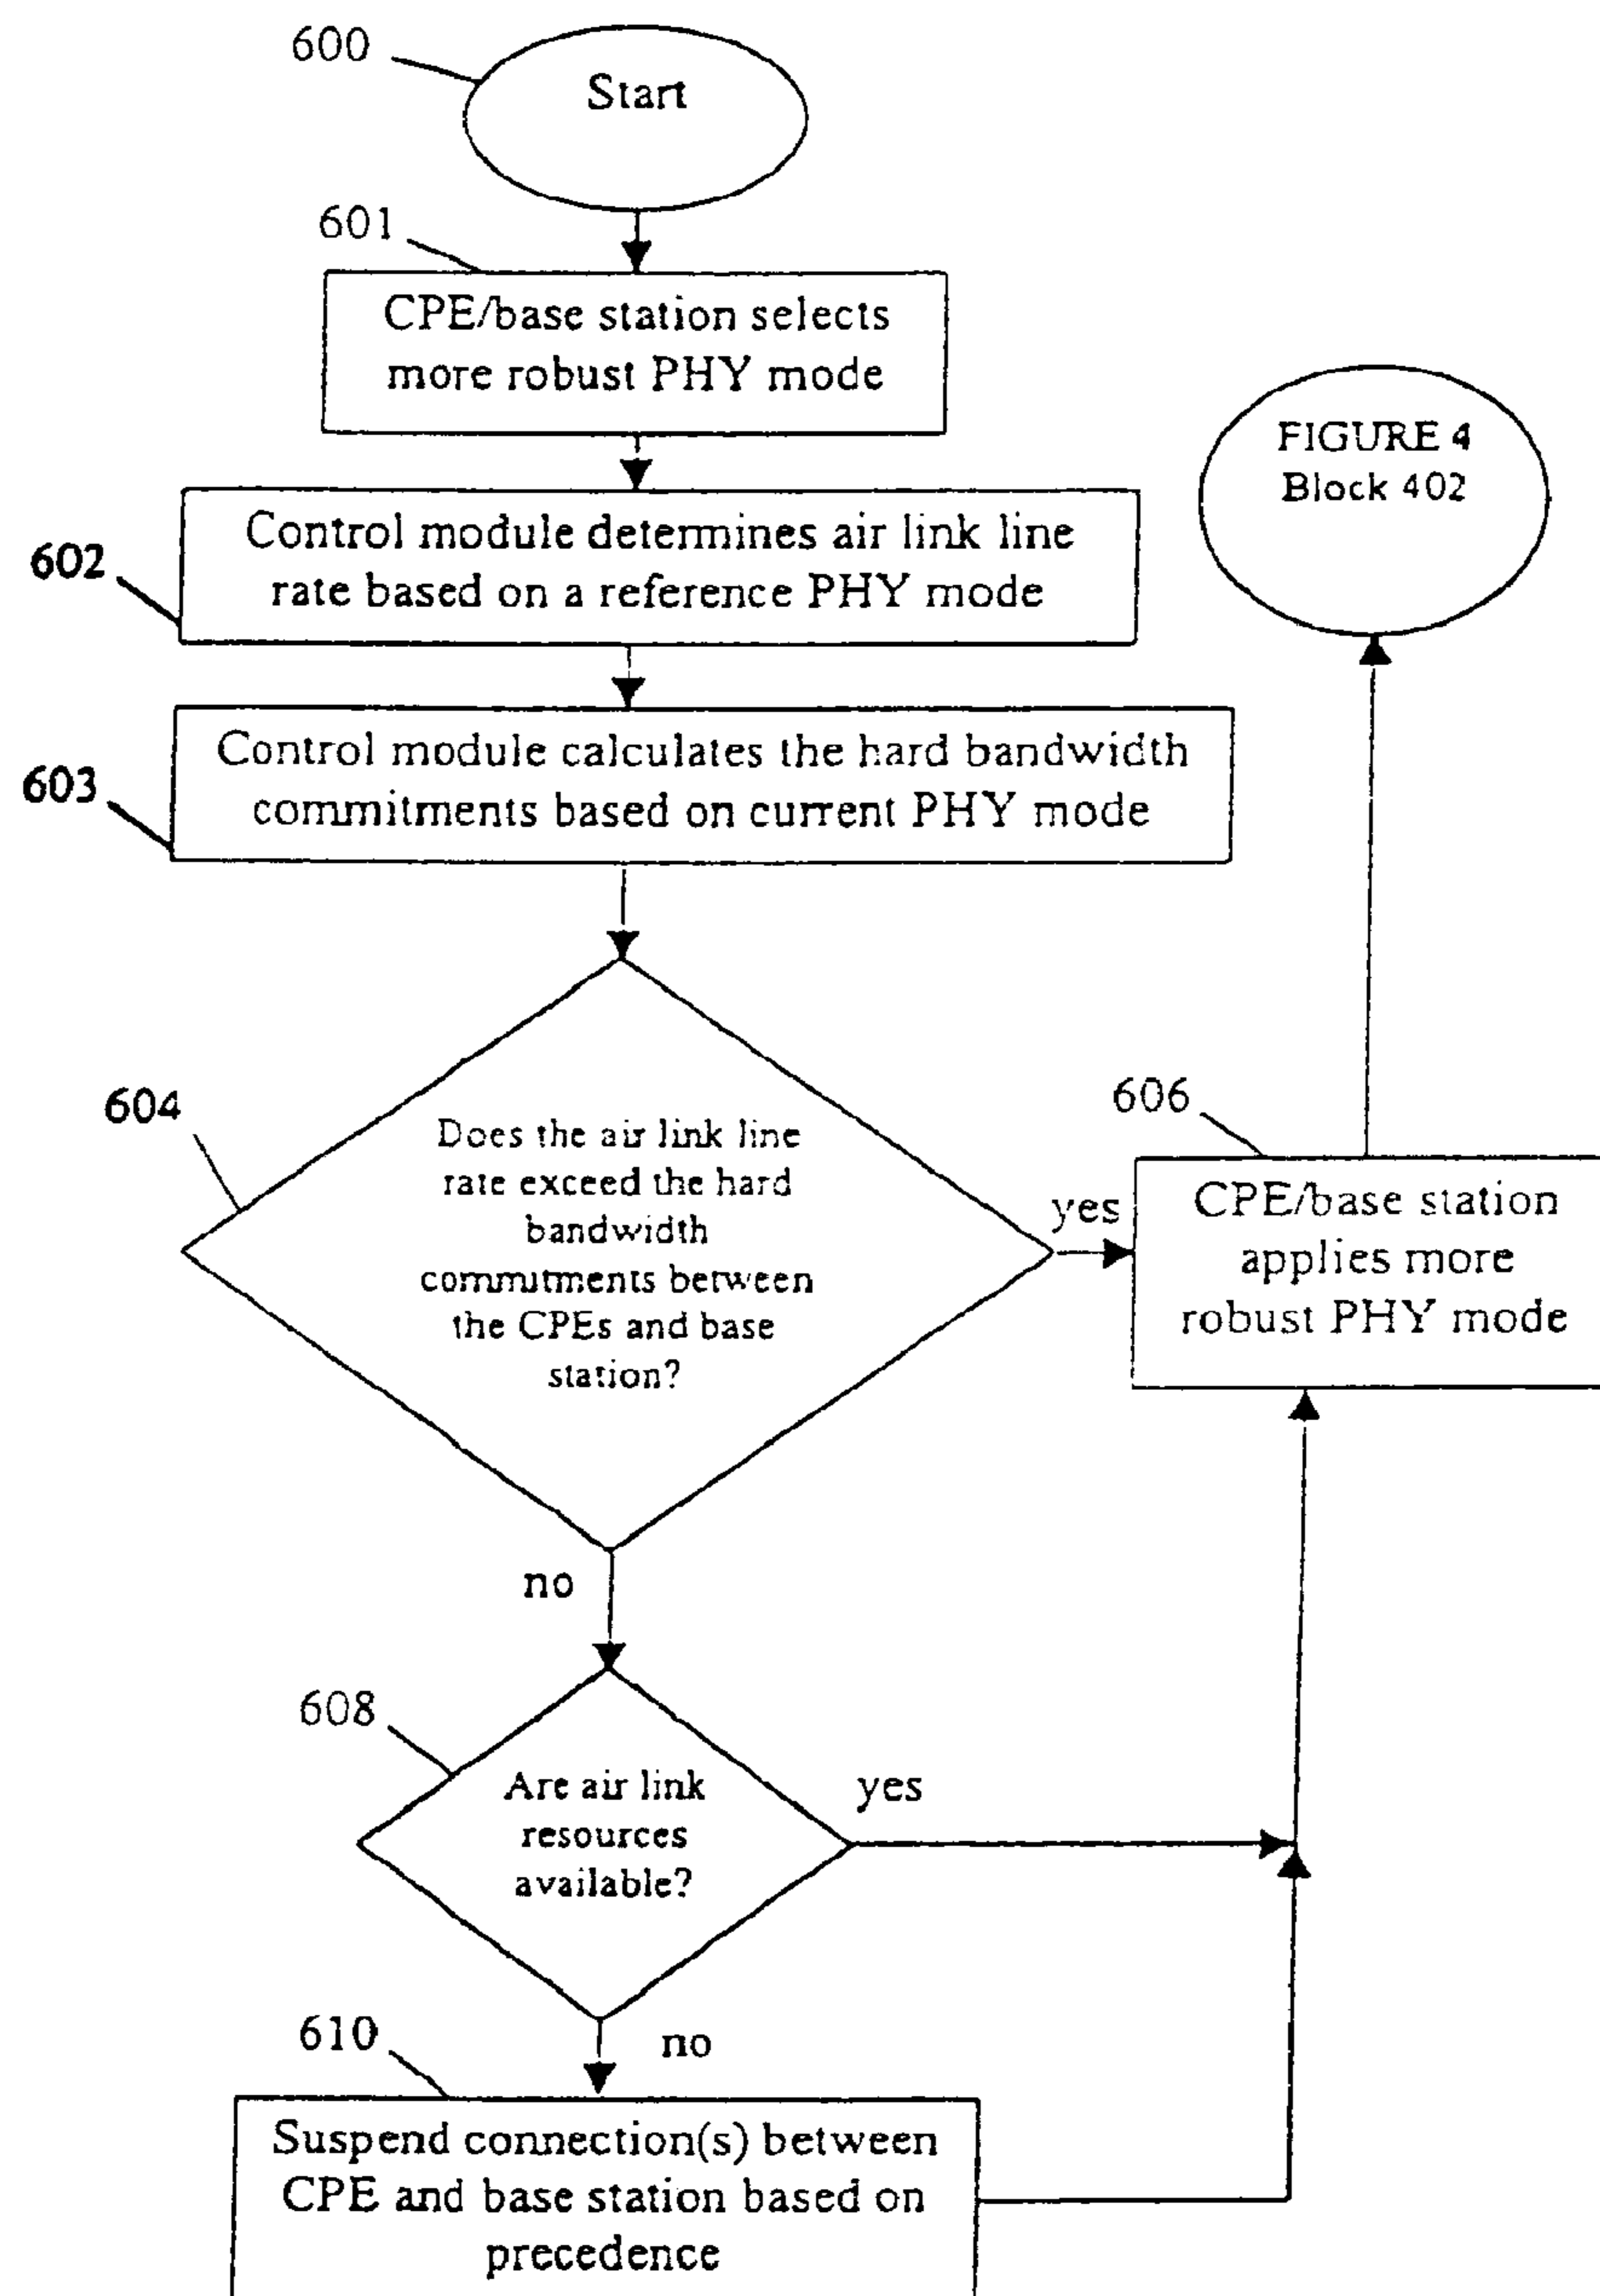 600
Start
601
CPE/base station selects
more robust PHY mode
FIGURE 4
Block 402
602
Control module determines air link line
rate based on a reference PHY mode
603
Control module calculates the hard bandwidth
commitments based on current PHY mode
604
Does the air link line
rate exceed the hard
bandwidth
commitments between
the CPEs and base
station?
yes
606
CPE/base station
applies more
robust PHY mode
no
608
Are air link
resources
available?
yes
610
no
Suspend connection(s) between
CPE and base station based on
precedence